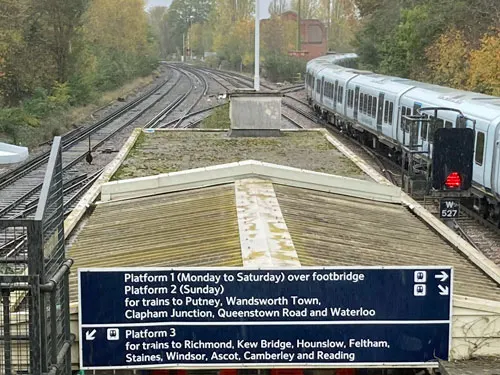 W
527
Platform 1 (Monday to Saturday) over footbridge
Platform 2 (Sunday)
for trains to Putney, Wandsworth Town,
Clapham Junction, Queenstown Road and Waterloo
Platform 3
for trains to Richmond, Kew Bridge, Hounslow, Feltham,
Staines, Windsor, Ascot, Camberley and Reading